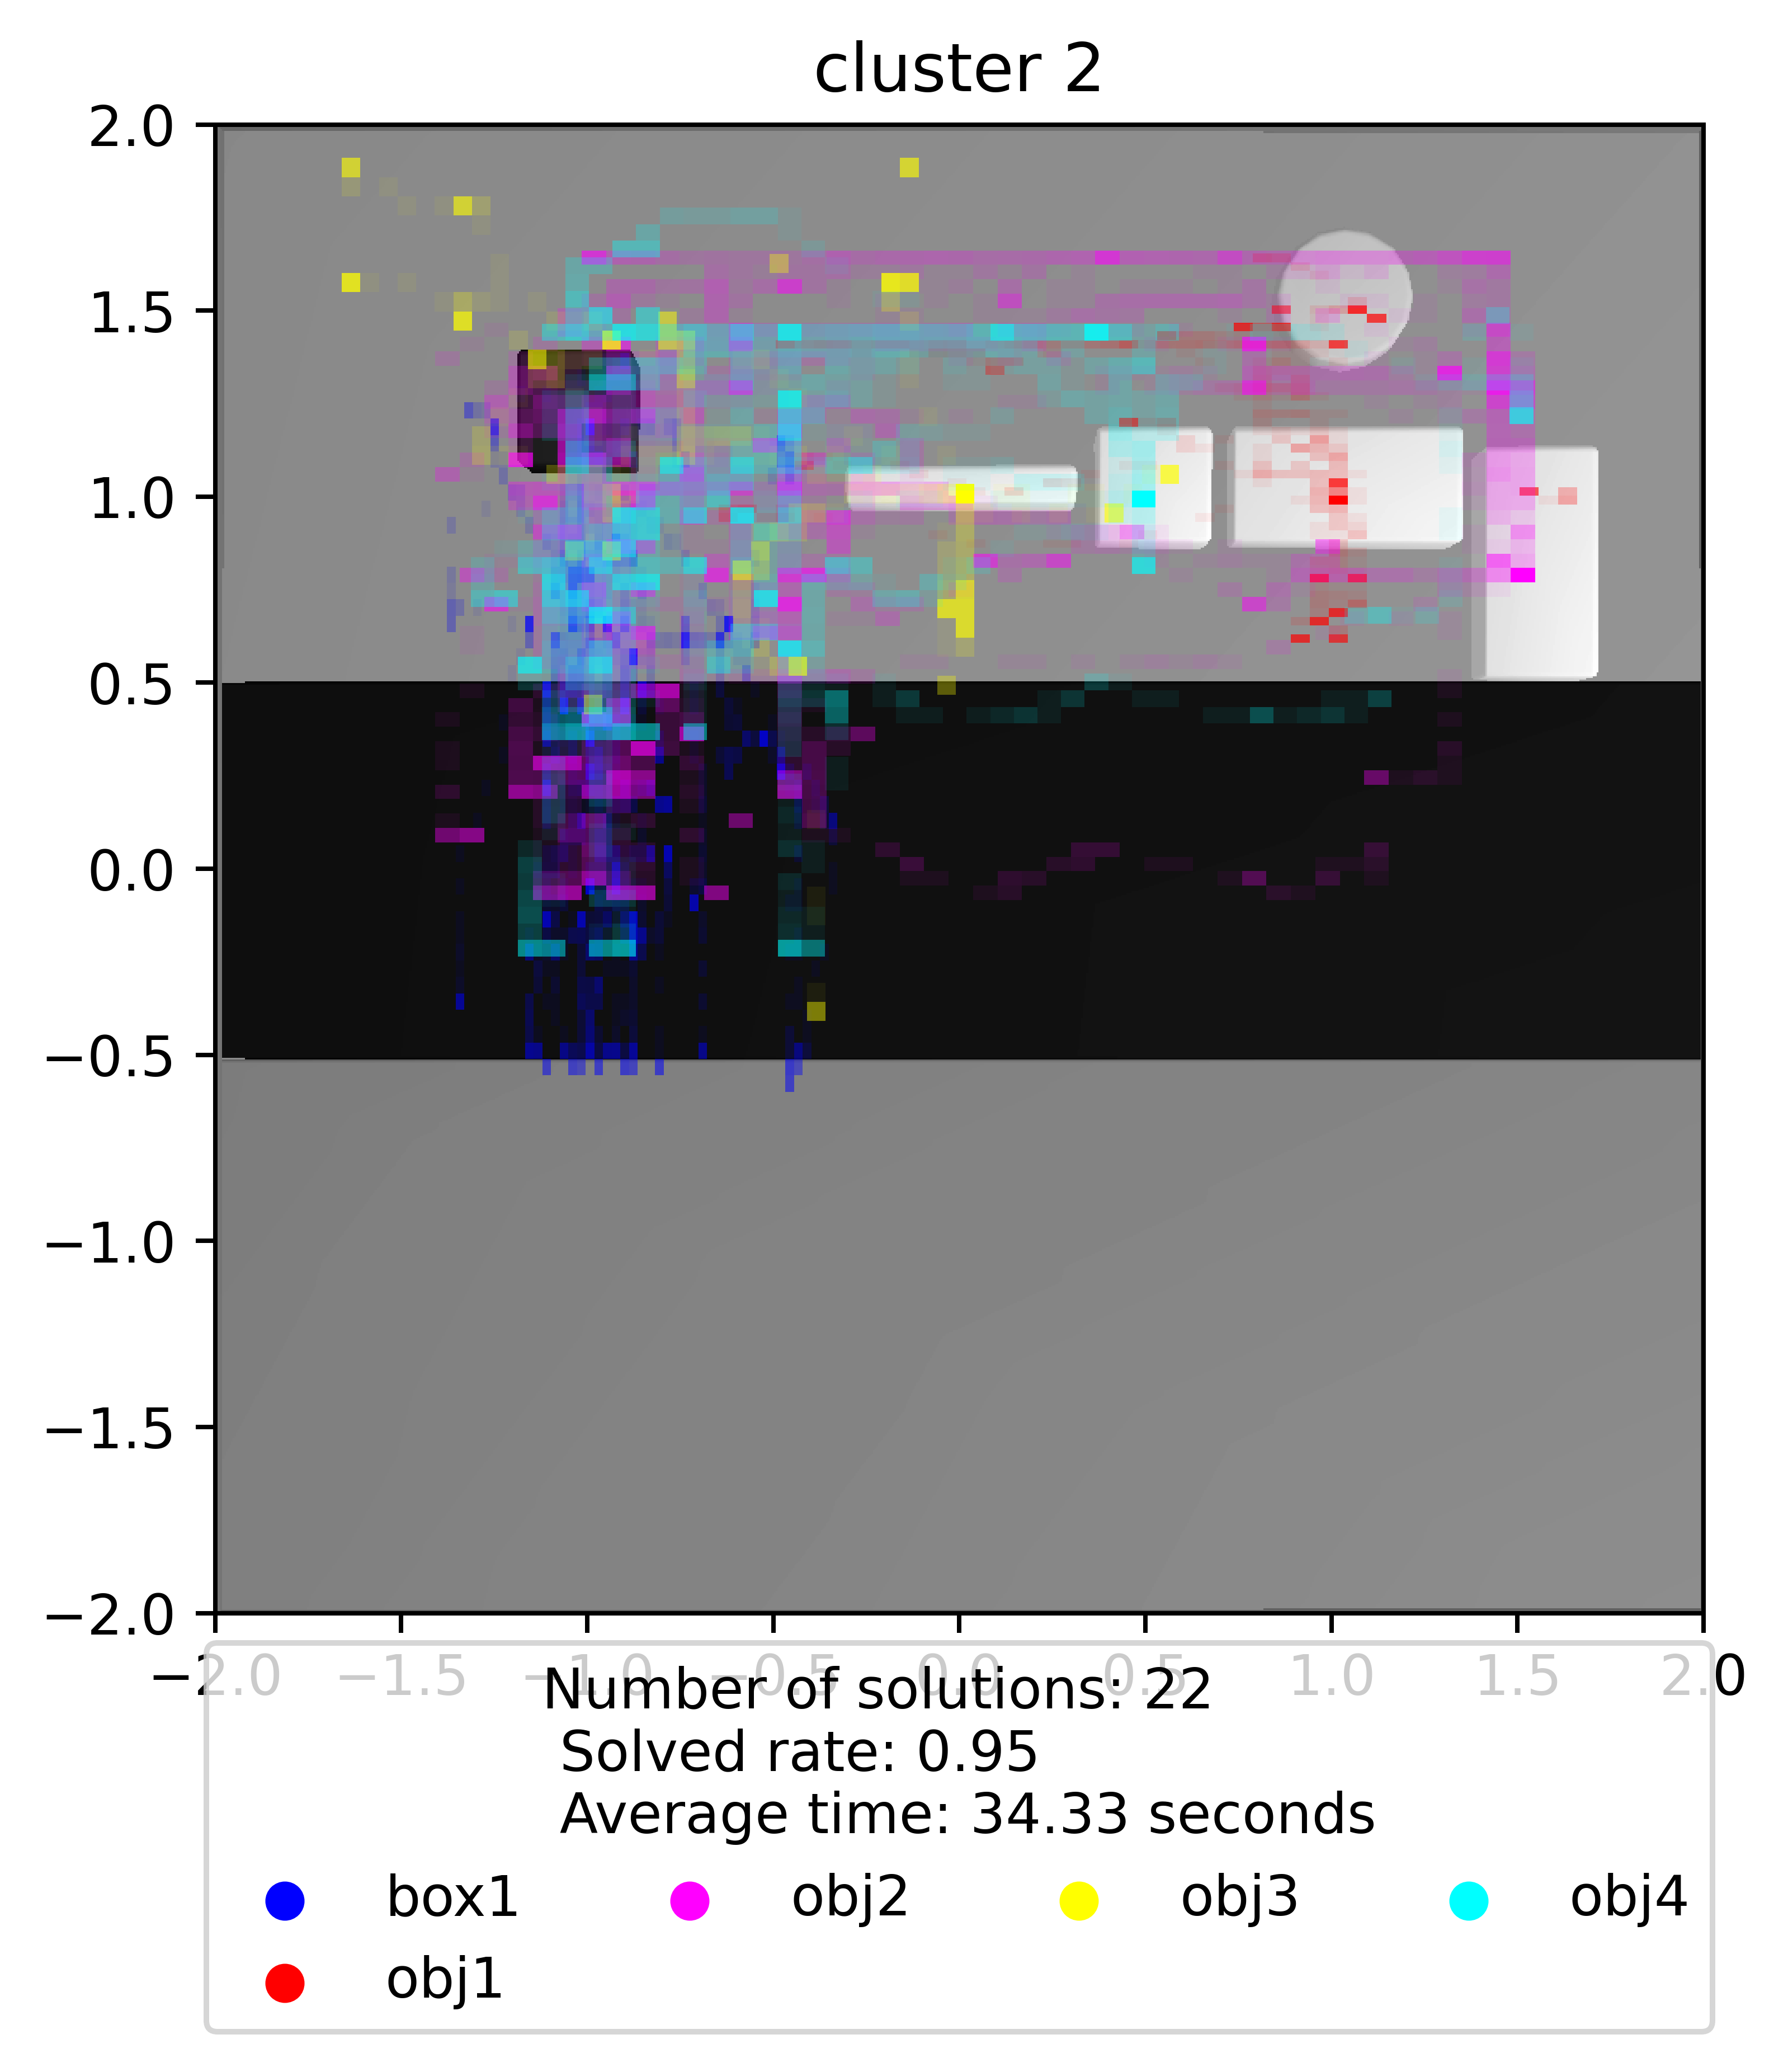 cluster 2
2.0
1.5
1.0
0.5
0.0
−0.5
−1.0
−1.5
−2.0
−2.0 −1.5 −1.0 −0.5 0.0 0.5 1.0 1.5 2.0
Number of solutions: 22
Solved rate: 0.95
Average time: 34.33 seconds
box1 obj2 obj3 obj4
obj1